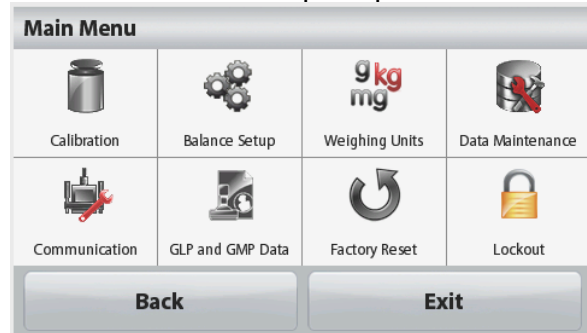 Main Menu
g kg
mg
Calibration
Balance Setup
Weighing Units
Data Maintenance
Communication
GLP and GMP Data
Factory Reset
Lockout
Back
Exit